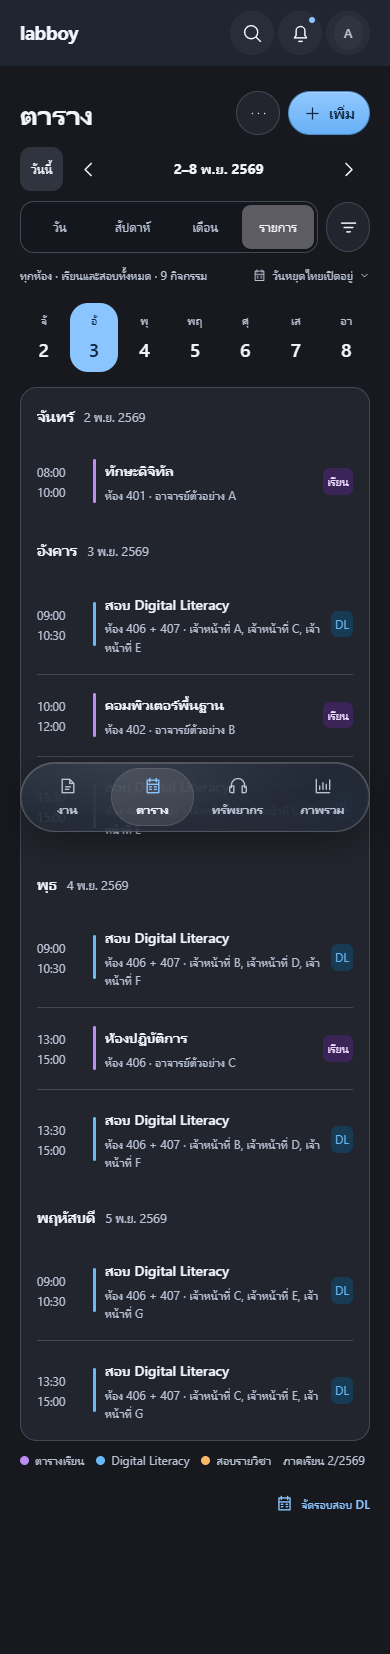 labboy
A
ตาราง
··· + เพิ่ม
วันนี้ 2–8 พ.ย. 2569
วัน สัปดาห์ เดือน รายการ
ทุกห้อง · เรียนและสอบทั้งหมด · 9 กิจกรรม วันหยุดไทยเปิดอยู่
จ อ พ พฤ ศ ส อา
2 3 4 5 6 7 8
จันทร์ 2 พ.ย. 2569
08:00 ทักษะดิจิทัล
10:00 ห้อง 401 · อาจารย์ตัวอย่าง A เรียน
อังคาร 3 พ.ย. 2569
09:00 สอบ Digital Literacy
10:30 ห้อง 406 + 407 · เจ้าหน้าที่ A, เจ้าหน้าที่ C, เจ้า DL
หน้าที่ E
10:00 คอมพิวเตอร์พื้นฐาน
12:00 ห้อง 402 · อาจารย์ตัวอย่าง B เรียน
งาน ตาราง ทรัพยากร ภาพรวม
พุธ 4 พ.ย. 2569
09:00 สอบ Digital Literacy
10:30 ห้อง 406 + 407 · เจ้าหน้าที่ B, เจ้าหน้าที่ D, เจ้า DL
หน้าที่ F
13:00 ห้องปฏิบัติการ
15:00 ห้อง 406 · อาจารย์ตัวอย่าง C เรียน
13:30 สอบ Digital Literacy
15:00 ห้อง 406 + 407 · เจ้าหน้าที่ B, เจ้าหน้าที่ D, เจ้า DL
หน้าที่ F
พฤหัสบดี 5 พ.ย. 2569
09:00 สอบ Digital Literacy
10:30 ห้อง 406 + 407 · เจ้าหน้าที่ C, เจ้าหน้าที่ E, เจ้า DL
หน้าที่ G
13:30 สอบ Digital Literacy
15:00 ห้อง 406 + 407 · เจ้าหน้าที่ C, เจ้าหน้าที่ E, เจ้า DL
หน้าที่ G
ตารางเรียน Digital Literacy สอบรายวิชา ภาคเรียน 2/2569
จัดรอบสอบ DL